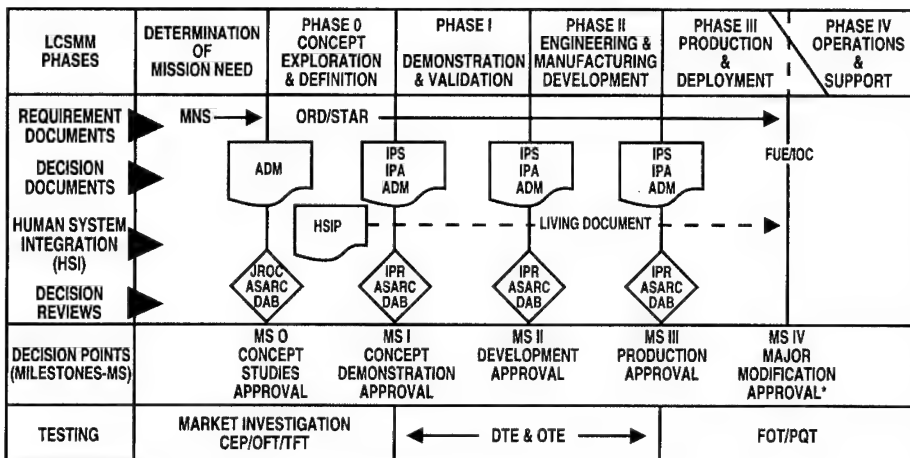 LCSMM
PHASES
DETERMINATION
OF
MISSION NEED
PHASE 0
CONCEPT
EXPLORATION
& DEFINITION
PHASE I
DEMONSTRATION
& VALIDATION
PHASE II
ENGINEERING &
MANUFACTURING
DEVELOPMENT
PHASE III
PRODUCTION
&
DEPLOYMENT
PHASE IV
OPERATIONS
&
SUPPORT
REQUIREMENT
DOCUMENTS
MNS
ORD/STAR
FUE/IOC
DECISION
DOCUMENTS
ADM
IPS
IPA
ADM
IPS
IPA
ADM
IPS
IPA
ADM
HUMAN SYSTEM
INTEGRATION
(HSI)
HSIP
LIVING DOCUMENT
DECISION
REVIEWS
JROC
ASARC
DAB
IPR
ASARC
DAB
IPR
ASARC
DAB
IPR
ASARC
DAB
DECISION POINTS
(MILESTONES-MS)
MS 0
CONCEPT
STUDIES
APPROVAL
MS I
CONCEPT
DEMONSTRATION
APPROVAL
MS II
DEVELOPMENT
APPROVAL
MS III
PRODUCTION
APPROVAL
MS IV
MAJOR
MODIFICATION
APPROVAL*
TESTING
MARKET INVESTIGATION
CEP/OFT/TFT
DTE & OTE
FOT/PQT